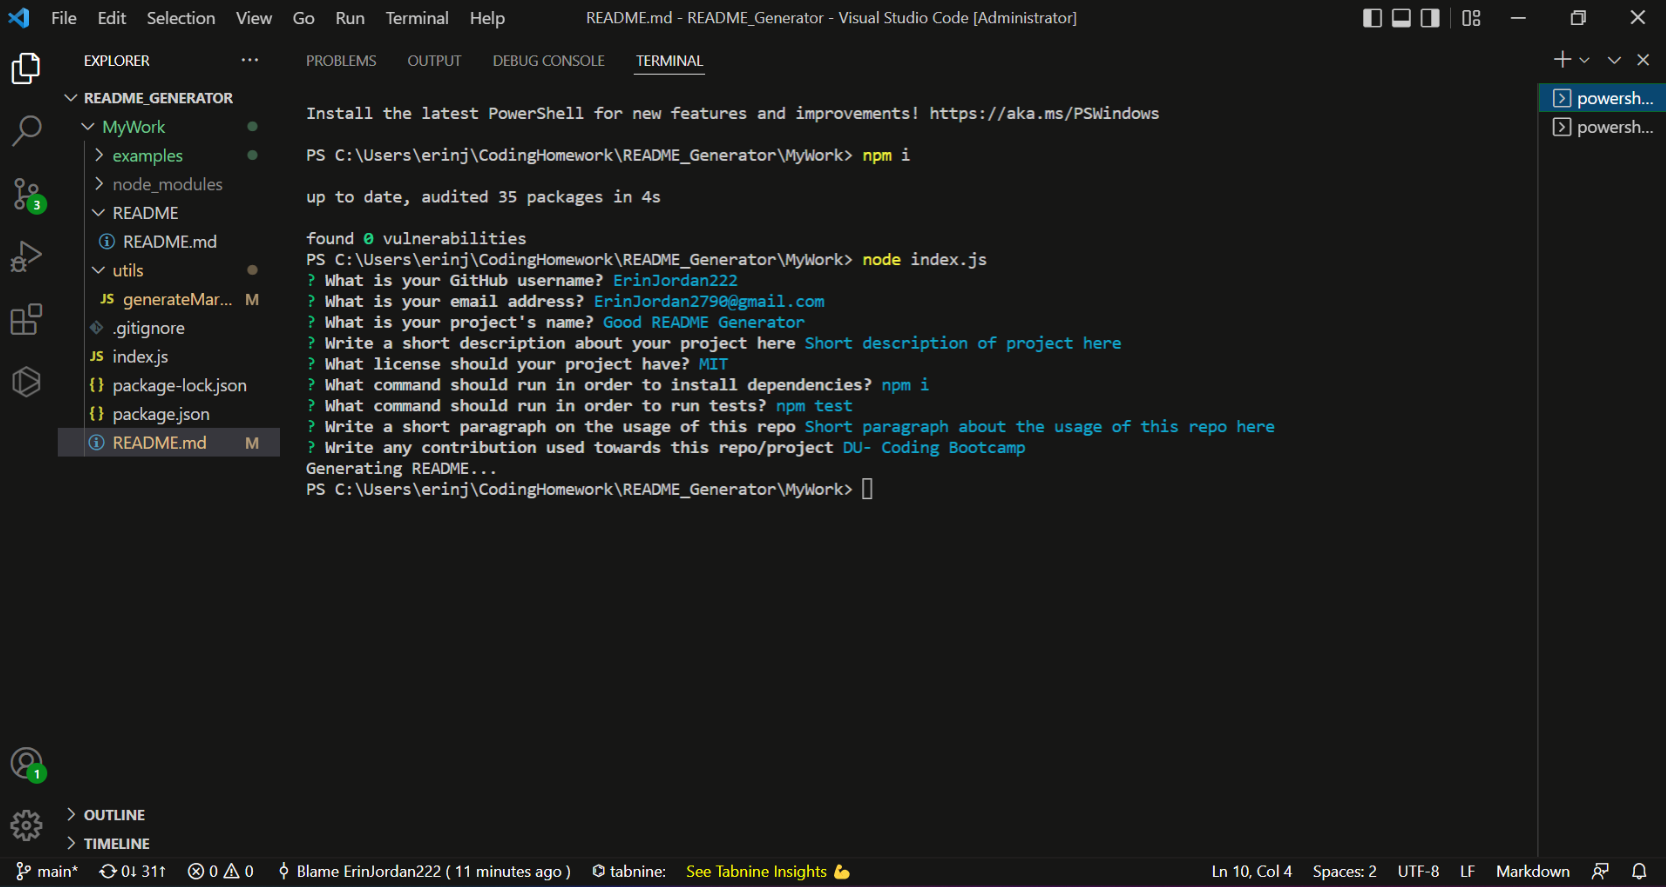 File Edit Selection View Go Run Terminal Help README.md - README_Generator - Visual Studio Code [Administrator]
EXPLORER ...
README_GENERATOR
MyWork
examples
node_modules
README
README.md
utils
JS generateMar... M
.gitignore
JS index.js
{} package-lock.json
{} package.json
README.md M
OUTLINE
TIMELINE
3
1
PROBLEMS OUTPUT DEBUG CONSOLE TERMINAL
Install the latest PowerShell for new features and improvements! https://aka.ms/PSWindows
PS C:\Users\erinj\CodingHomework\README_Generator\MyWork> npm i
up to date, audited 35 packages in 4s
found 0 vulnerabilities
PS C:\Users\erinj\CodingHomework\README_Generator\MyWork> node index.js
? What is your GitHub username? ErinJordan222
? What is your email address? ErinJordan2790@gmail.com
? What is your project's name? Good README Generator
? Write a short description about your project here Short description of project here
? What license should your project have? MIT
? What command should run in order to install dependencies? npm i
? What command should run in order to run tests? npm test
? Write a short paragraph on the usage of this repo Short paragraph about the usage of this repo here
? Write any contribution used towards this repo/project DU- Coding Bootcamp
Generating README...
PS C:\Users\erinj\CodingHomework\README_Generator\MyWork>
powersh...
powersh...
main* 0↓ 31↑ 0 0 Blame ErinJordan222 ( 11 minutes ago ) tabnine: See Tabnine Insights 💪 Ln 10, Col 4 Spaces: 2 UTF-8 LF Markdown